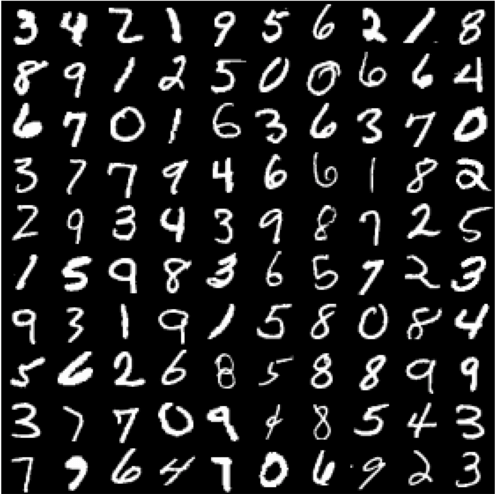 3 4 2 1 9 5 6 2 1 8
8 9 1 2 5 0 0 6 6 4
6 7 0 1 6 3 6 3 7 0
3 7 7 9 4 6 6 1 8 2
2 9 3 4 3 9 8 7 2 5
1 5 9 8 3 6 5 7 2 3
9 3 1 9 1 5 8 0 8 4
5 6 2 6 8 5 8 8 9 9
3 7 7 0 9 4 8 5 4 3
7 9 6 4 7 0 6 9 2 3